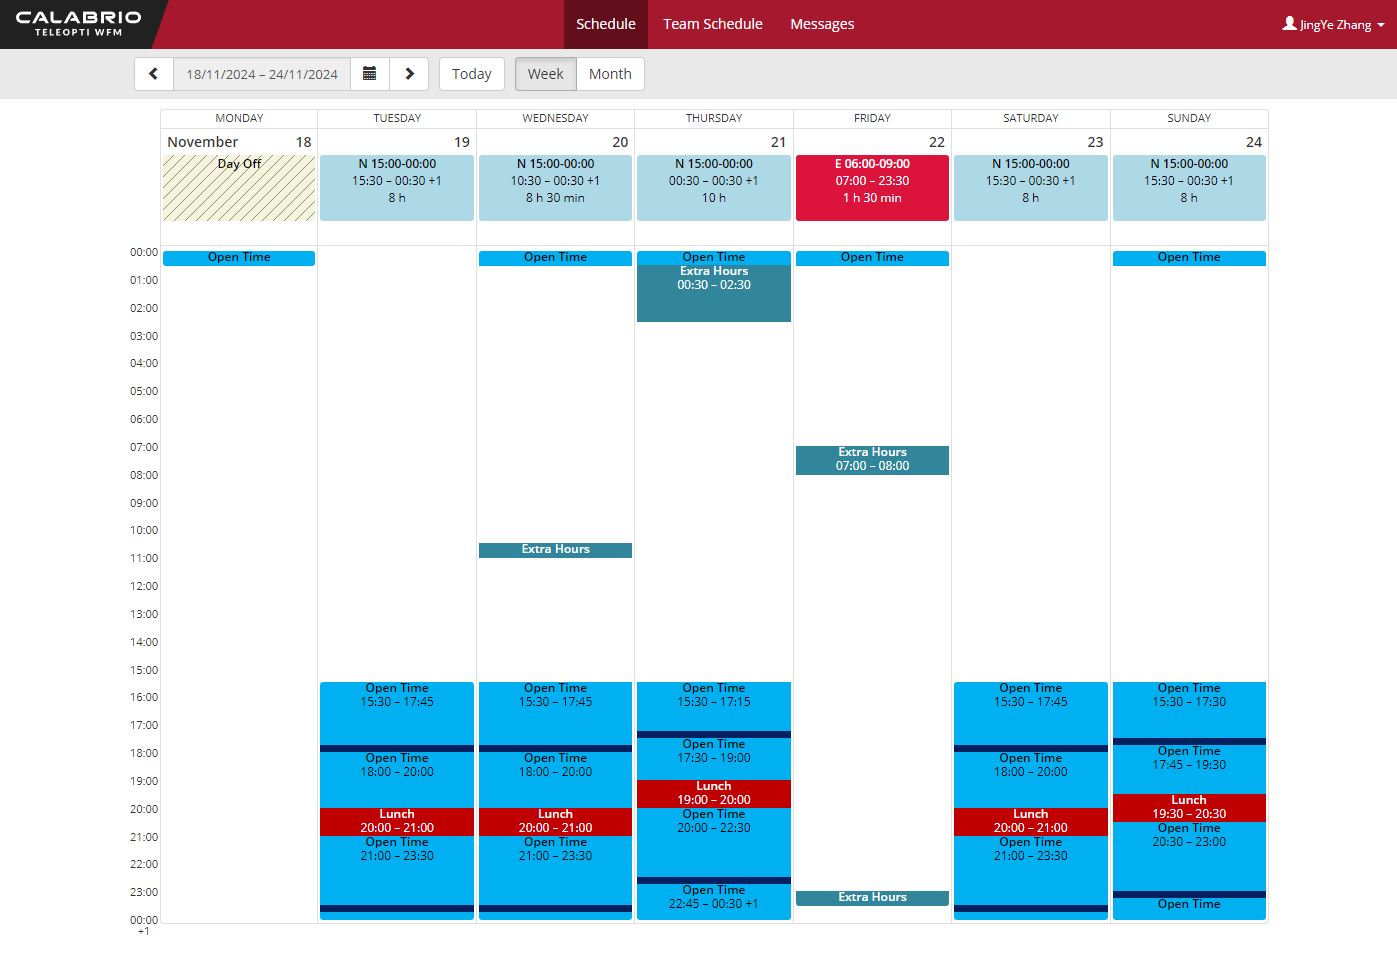 CALABRIO
TELEOPTI WFM
Schedule
Team Schedule
Messages
JingYe Zhang
18/11/2024 – 24/11/2024
Today
Week
Month
MONDAY
TUESDAY
WEDNESDAY
THURSDAY
FRIDAY
SATURDAY
SUNDAY
November 18
19
20
21
22
23
24
Day Off
N 15:00-00:00
15:30 – 00:30 +1
8 h
N 15:00-00:00
10:30 – 00:30 +1
8 h 30 min
N 15:00-00:00
00:30 – 00:30 +1
10 h
E 06:00-09:00
07:00 – 23:30
1 h 30 min
N 15:00-00:00
15:30 – 00:30 +1
8 h
N 15:00-00:00
15:30 – 00:30 +1
8 h
00:00
01:00
02:00
03:00
04:00
05:00
06:00
07:00
08:00
09:00
10:00
11:00
12:00
13:00
14:00
15:00
16:00
17:00
18:00
19:00
20:00
21:00
22:00
23:00
00:00
+1
Open Time
Open Time
15:30 – 17:45
Open Time
18:00 – 20:00
Lunch
20:00 – 21:00
Open Time
21:00 – 23:30
Open Time
Extra Hours
Open Time
15:30 – 17:45
Open Time
18:00 – 20:00
Lunch
20:00 – 21:00
Open Time
21:00 – 23:30
Open Time
Extra Hours
00:30 – 02:30
Open Time
15:30 – 17:15
Open Time
17:30 – 19:00
Lunch
19:00 – 20:00
Open Time
20:00 – 22:30
Open Time
22:45 – 00:30 +1
Open Time
Extra Hours
07:00 – 08:00
Extra Hours
Open Time
15:30 – 17:45
Open Time
18:00 – 20:00
Lunch
20:00 – 21:00
Open Time
21:00 – 23:30
Open Time
Open Time
15:30 – 17:30
Open Time
17:45 – 19:30
Lunch
19:30 – 20:30
Open Time
20:30 – 23:00
Open Time